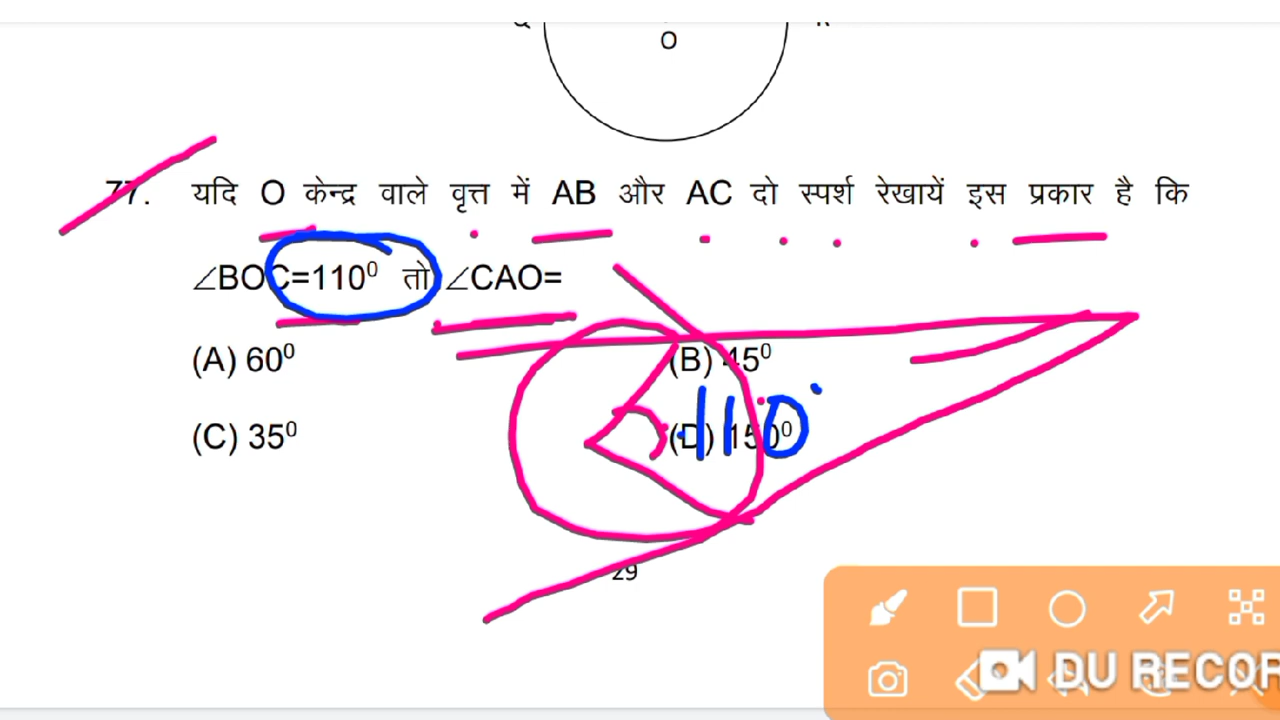 O
77. यदि O केन्द्र वाले वृत्त में AB और AC दो स्पर्श रेखायें इस प्रकार है कि
∠BOC=110⁰ तो ∠CAO=
(A) 60⁰ (B) 45⁰
(C) 35⁰ (D) 150⁰
110°
29
DU RECOR